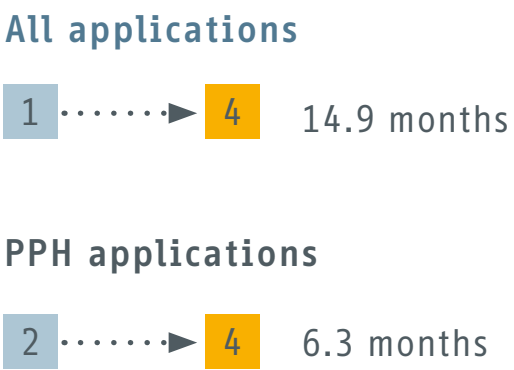 All applications
1 4 14.9 months
PPH applications
2 4 6.3 months